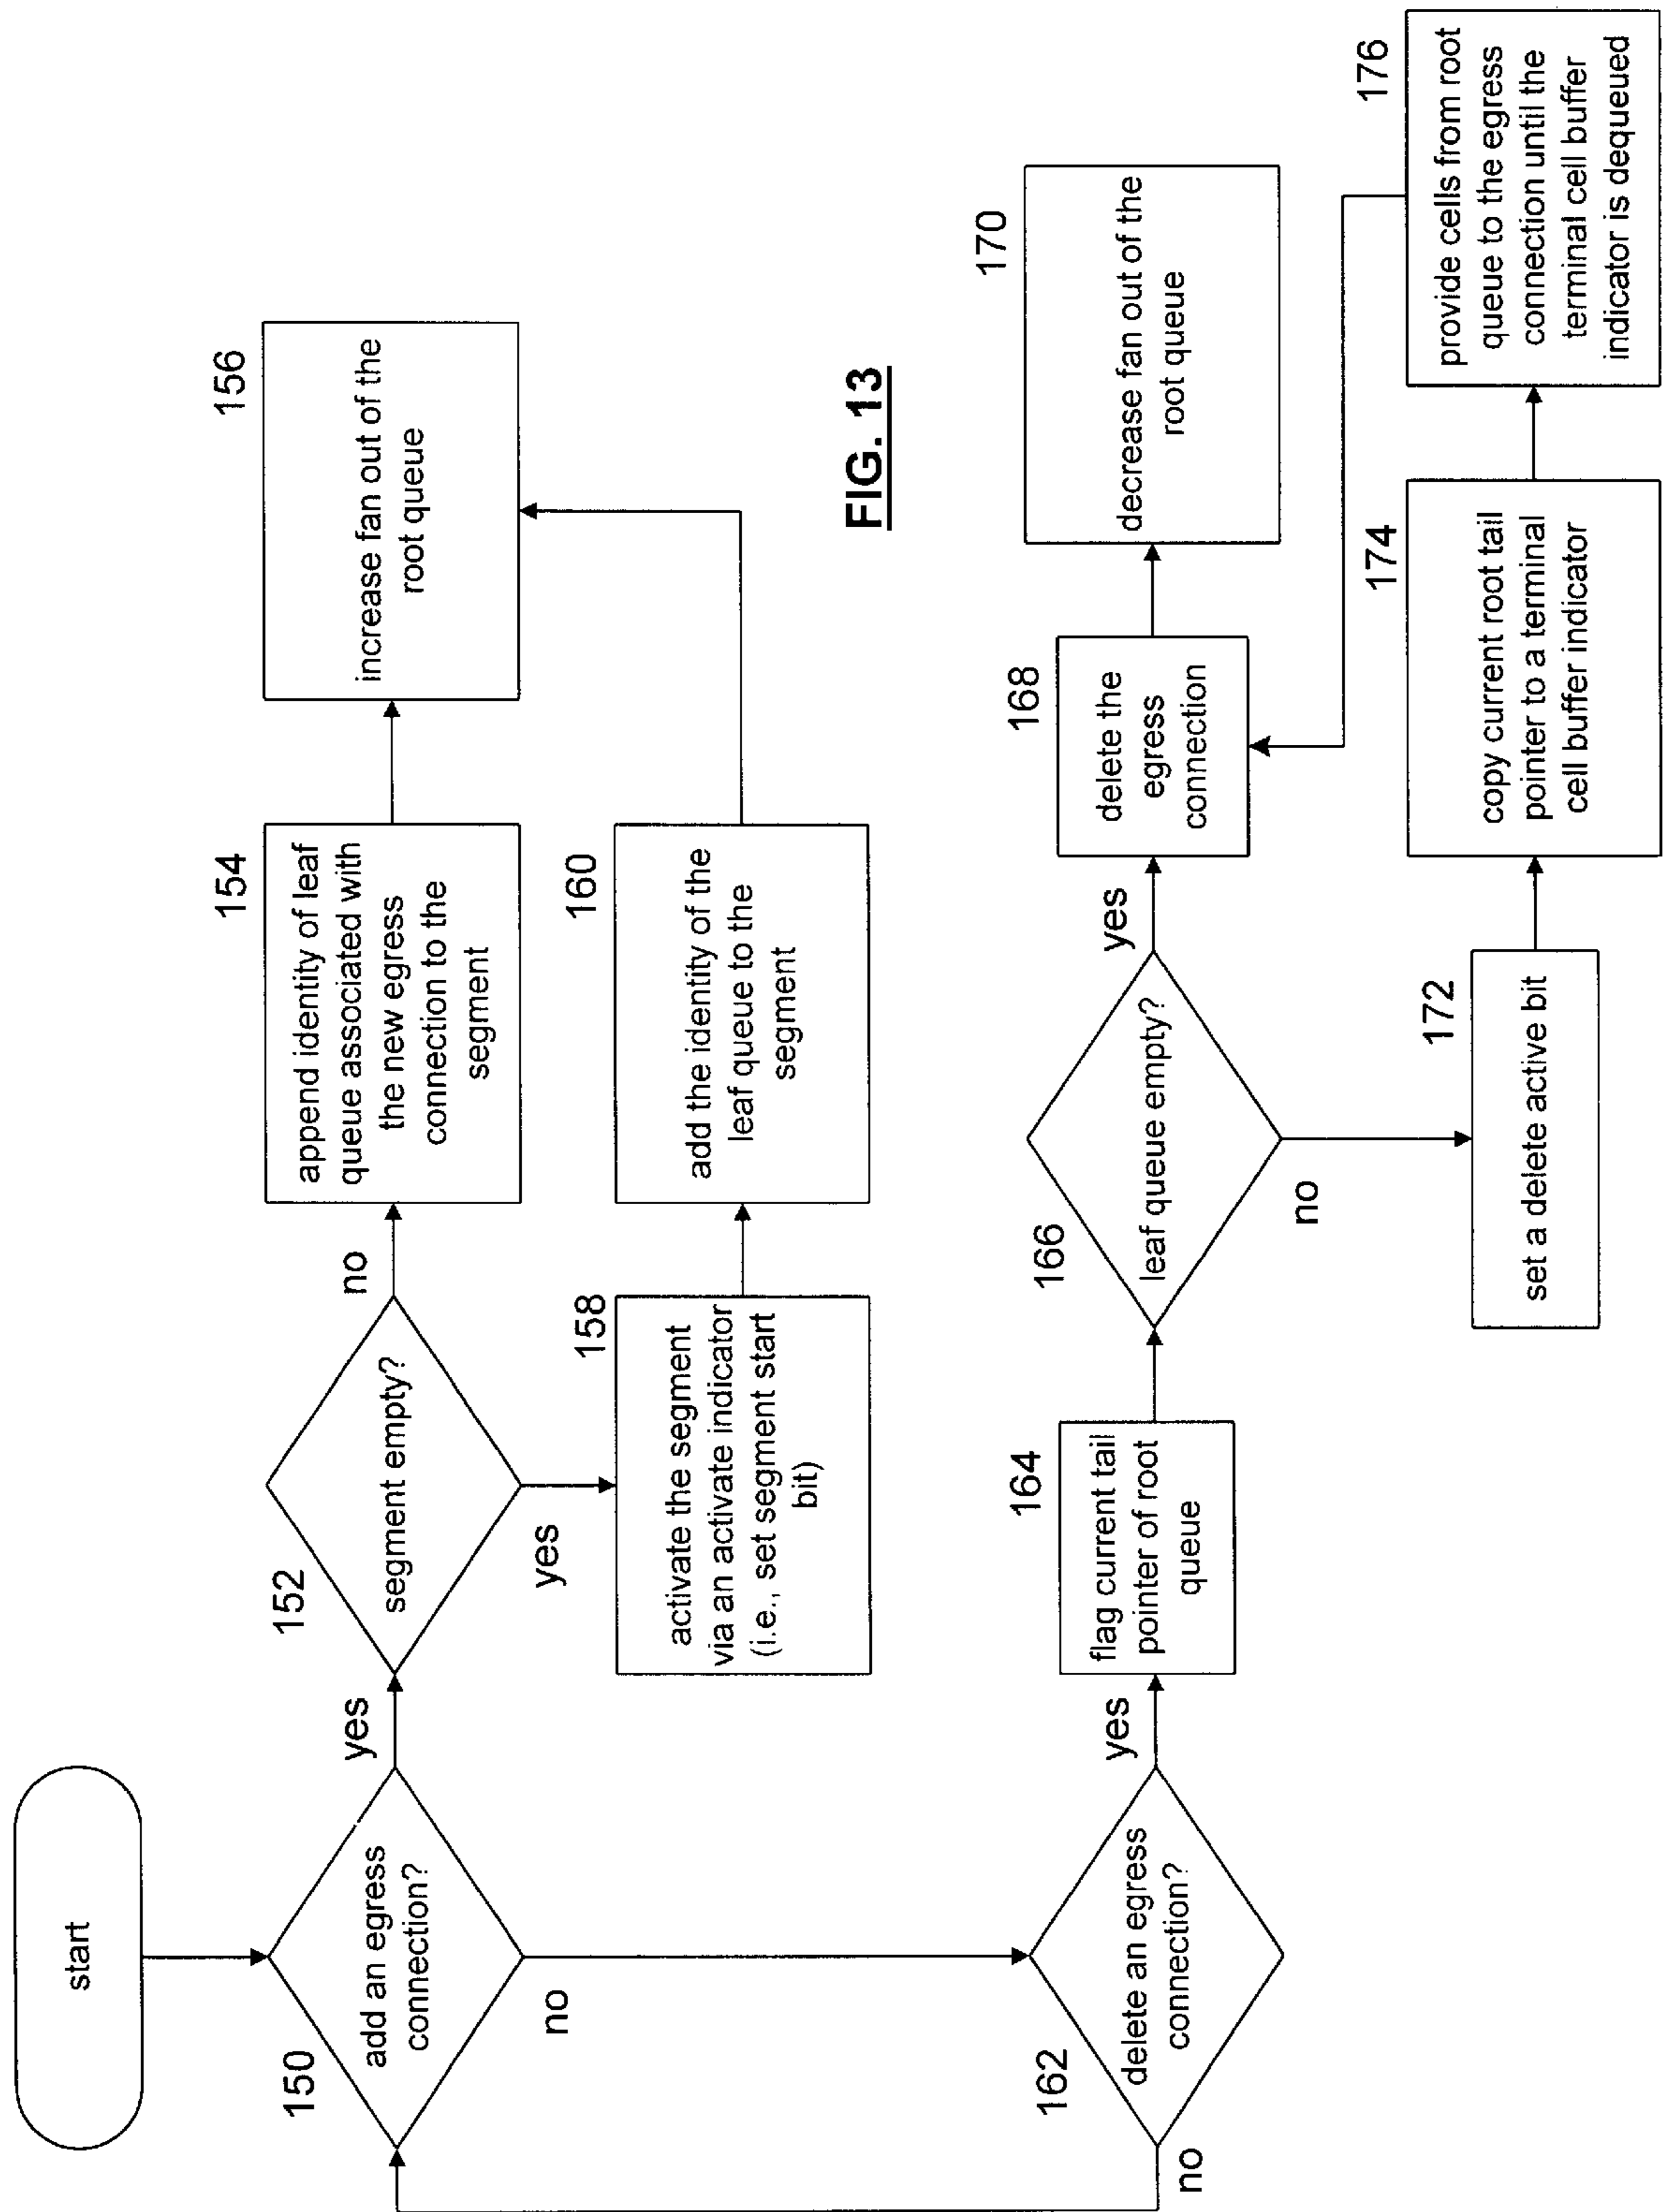 start
150
add an egress
connection?
yes
no
152
segment empty?
no
yes
154
append identity of leaf
queue associated with
the new egress
connection to the
segment
156
increase fan out of the
root queue
158
activate the segment
via an activate indicator
(i.e., set segment start
bit)
160
add the identity of the
leaf queue to the
segment
FIG. 13
162
delete an egress
connection?
yes
no
164
flag current tail
pointer of root
queue
166
leaf queue empty?
yes
no
168
delete the
egress
connection
170
decrease fan out of the
root queue
172
set a delete active bit
174
copy current root tail
pointer to a terminal
cell buffer indicator
176
provide cells from root
queue to the egress
connection until the
terminal cell buffer
indicator is dequeued